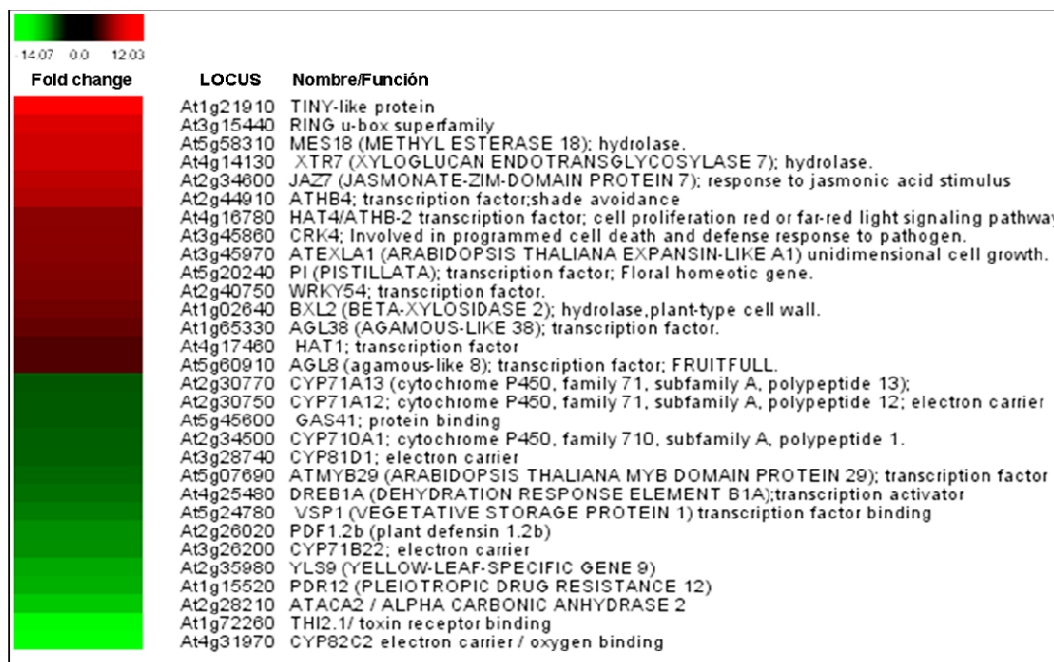 -14.07 0.0 12.03
Fold change LOCUS Nombre/Función
At1g21910 TINY-like protein
At3g15440 RING u-box superfamily
At5g58310 MES18 (METHYL ESTERASE 18); hydrolase.
At4g14130 XTR7 (XYLOGLUCAN ENDOTRANSGLYCOSYLASE 7); hydrolase.
At2g34600 JAZ7 (JASMONATE-ZIM-DOMAIN PROTEIN 7); response to jasmonic acid stimulus
At2g44910 ATHB4; transcription factor;shade avoidance
At4g16780 HAT4/ATHB-2 transcription factor; cell proliferation red or far-red light signaling pathway
At3g45860 CRK4; Involved in programmed cell death and defense response to pathogen.
At3g45970 ATEXLA1 (ARABIDOPSIS THALIANA EXPANSIN-LIKE A1) unidimensional cell growth.
At5g20240 PI (PISTILLATA); transcription factor; Floral homeotic gene.
At2g40750 WRKY54; transcription factor.
At1g02640 BXL2 (BETA-XYLOSIDASE 2); hydrolase,plant-type cell wall.
At1g65330 AGL38 (AGAMOUS-LIKE 38); transcription factor.
At4g17460 HAT1; transcription factor
At5g60910 AGL8 (agamous-like 8); transcription factor; FRUITFULL.
At2g30770 CYP71A13 (cytochrome P450, family 71, subfamily A, polypeptide 13);
At2g30750 CYP71A12; cytochrome P450, family 71, subfamily A, polypeptide 12; electron carrier
At5g45600 GAS41; protein binding
At2g34500 CYP710A1; cytochrome P450, family 710, subfamily A, polypeptide 1.
At3g28740 CYP81D1; electron carrier
At5g07690 ATMYB29 (ARABIDOPSIS THALIANA MYB DOMAIN PROTEIN 29); transcription factor
At4g25480 DREB1A (DEHYDRATION RESPONSE ELEMENT B1A);transcription activator
At5g24780 VSP1 (VEGETATIVE STORAGE PROTEIN 1) transcription factor binding
At2g26020 PDF1.2b (plant defensin 1.2b)
At3g26200 CYP71B22; electron carrier
At2g35980 YLS9 (YELLOW-LEAF-SPECIFIC GENE 9)
At1g15520 PDR12 (PLEIOTROPIC DRUG RESISTANCE 12)
At2g28210 ATACA2 / ALPHA CARBONIC ANHYDRASE 2
At1g72260 THI2.1/ toxin receptor binding
At4g31970 CYP82C2 electron carrier / oxygen binding